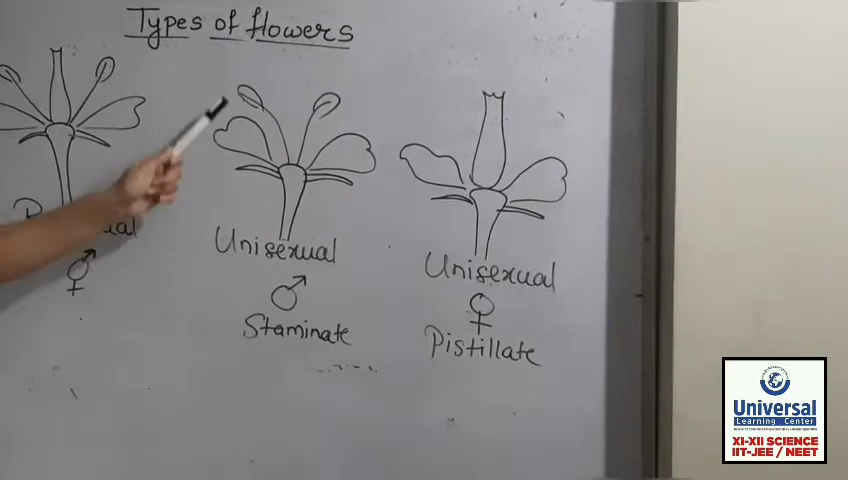 Types of flowers
Unisexual
♂
Staminate
Unisexual
♀
Pistillate
Universal
Learning Center
XI-XII SCIENCE
IIT-JEE / NEET